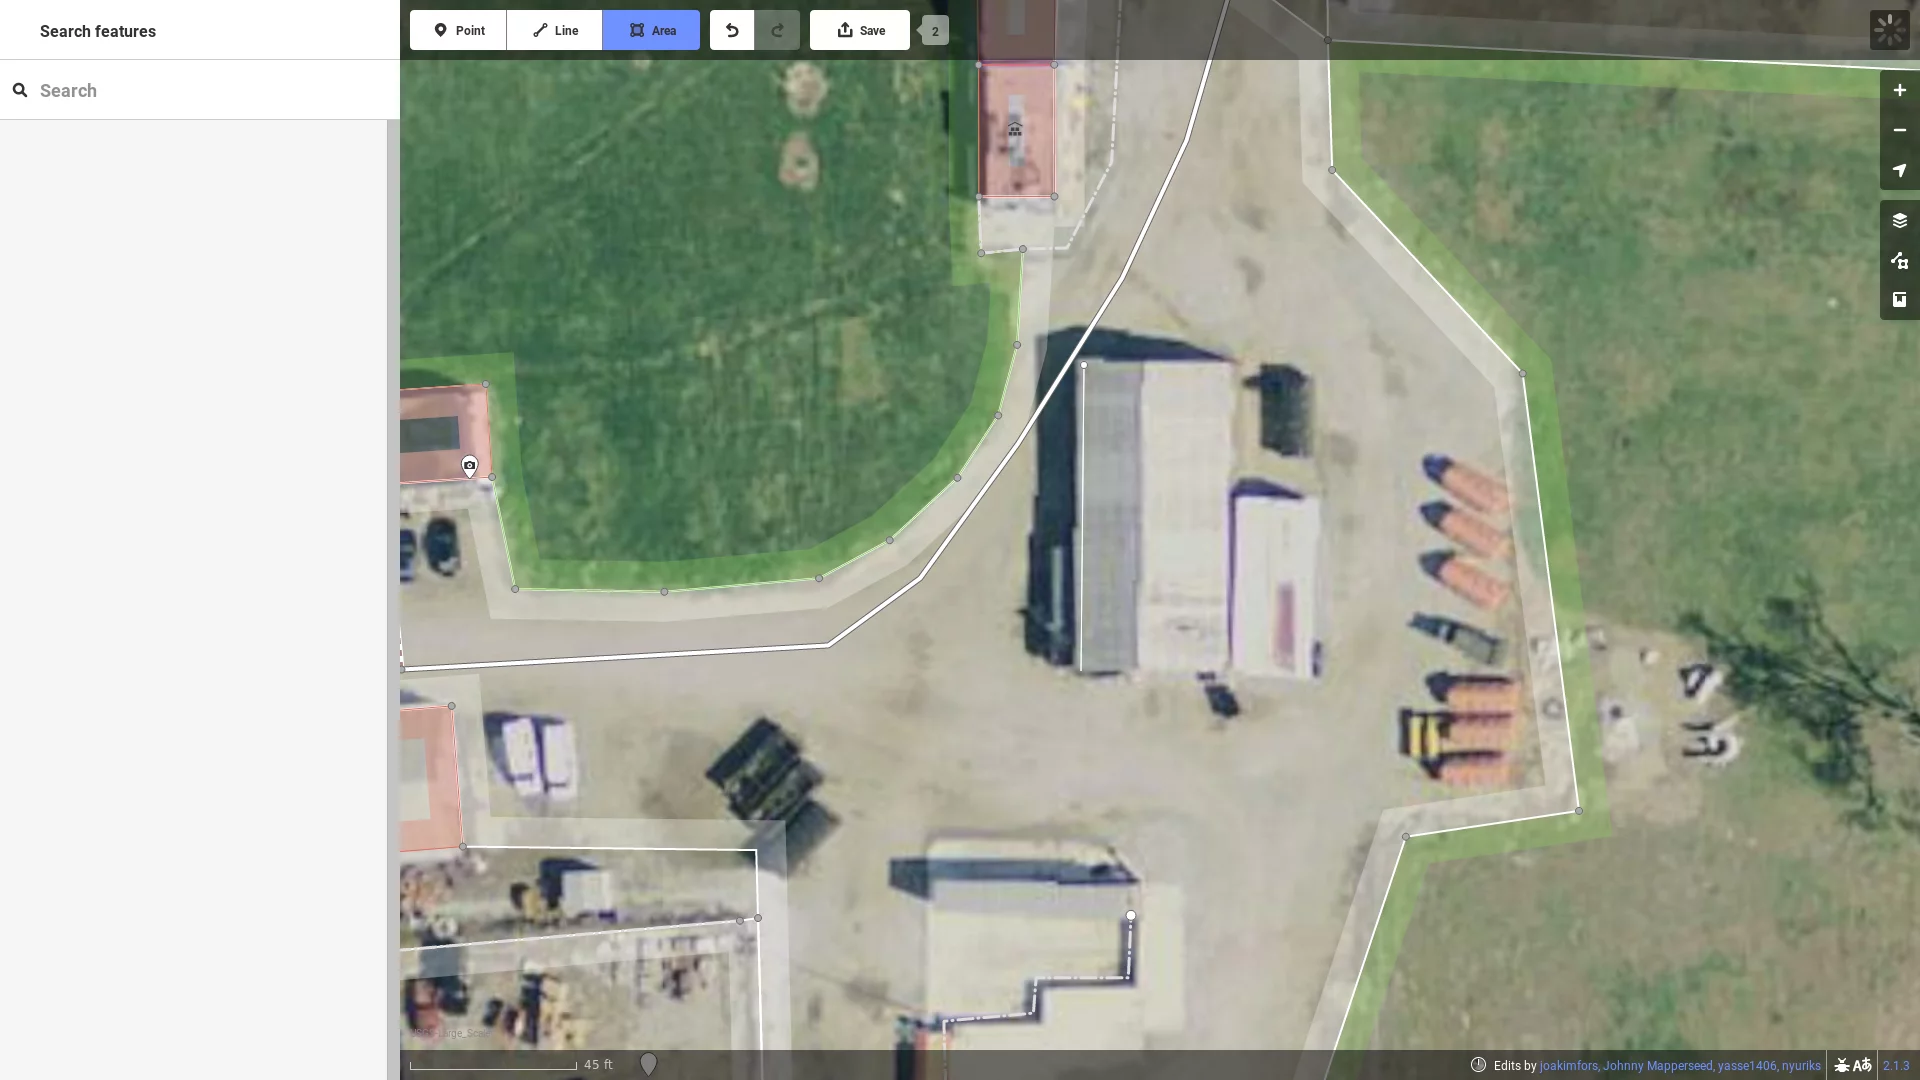 Search features
Point
Line
Area
Save
2
Search
45 ft
Edits by joakimfors, Johnny Mapperseed, yasse1406, nyuriks
2.1.3